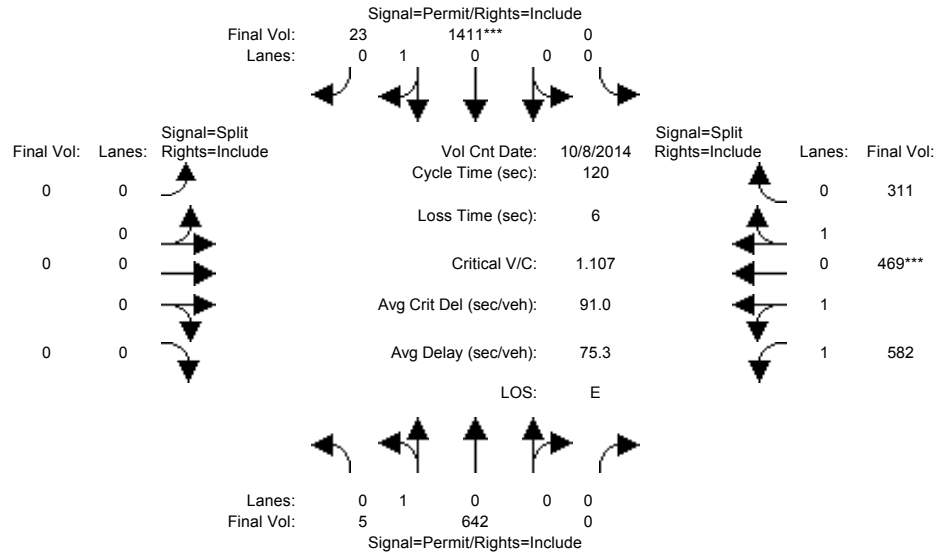 Signal=Permit/Rights=Include
Final Vol: 23 1411*** 0
Lanes: 0 1 0 0 0
Signal=Split Signal=Split
Final Vol: Lanes: Rights=Include Vol Cnt Date: 10/8/2014 Rights=Include Lanes: Final Vol:
Cycle Time (sec): 120
0 0 0 311
Loss Time (sec): 6
0 1
0 0 Critical V/C: 1.107 0 469***
0 Avg Crit Del (sec/veh): 91.0 1
0 0 Avg Delay (sec/veh): 75.3 1 582
LOS: E
Lanes: 0 1 0 0 0
Final Vol: 5 642 0
Signal=Permit/Rights=Include